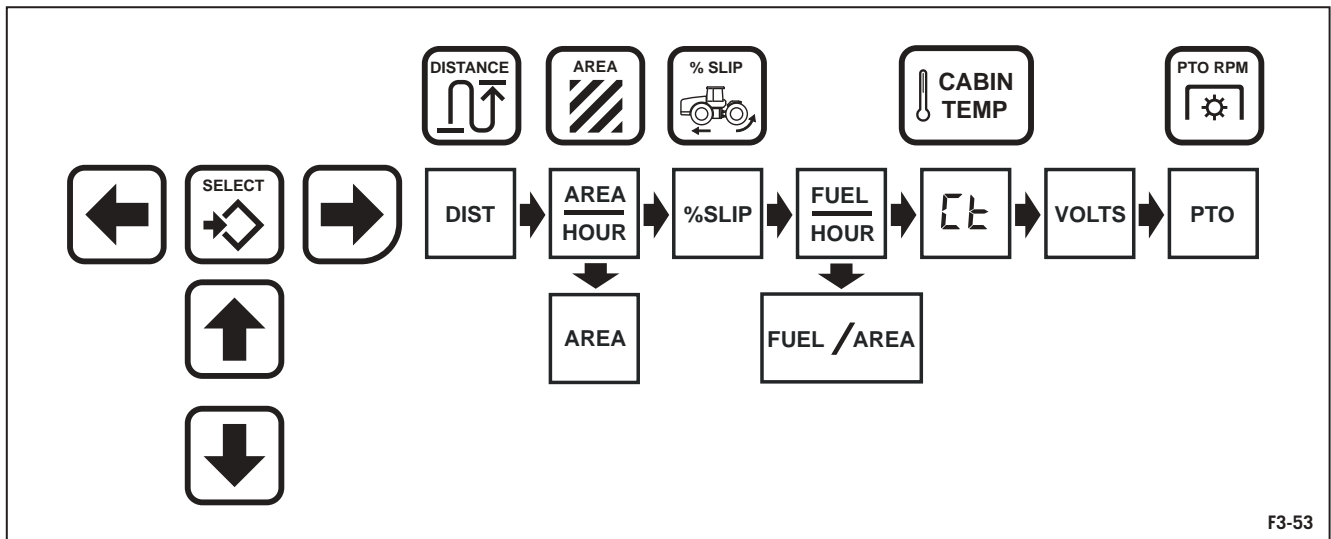 DISTANCE
AREA
% SLIP
CABIN
TEMP
PTO RPM
SELECT
DIST
AREA
HOUR
%SLIP
FUEL
HOUR
Ct
VOLTS
PTO
AREA
FUEL / AREA
F3-53